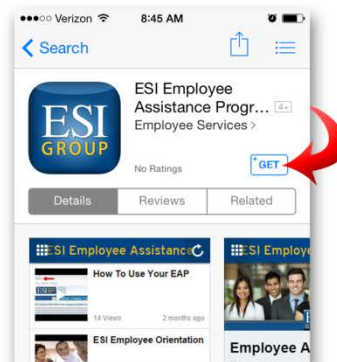 Verizon 8:45 AM
Search
ESI Employee
Assistance Progr... 4+
Employee Services >
ESI
GROUP
No Ratings
+GET
Details Reviews Related
ESI Employee Assistance
How To Use Your EAP
14 Views 2 months ago
ESI Employee Orientation
ESI Employe
Employee A